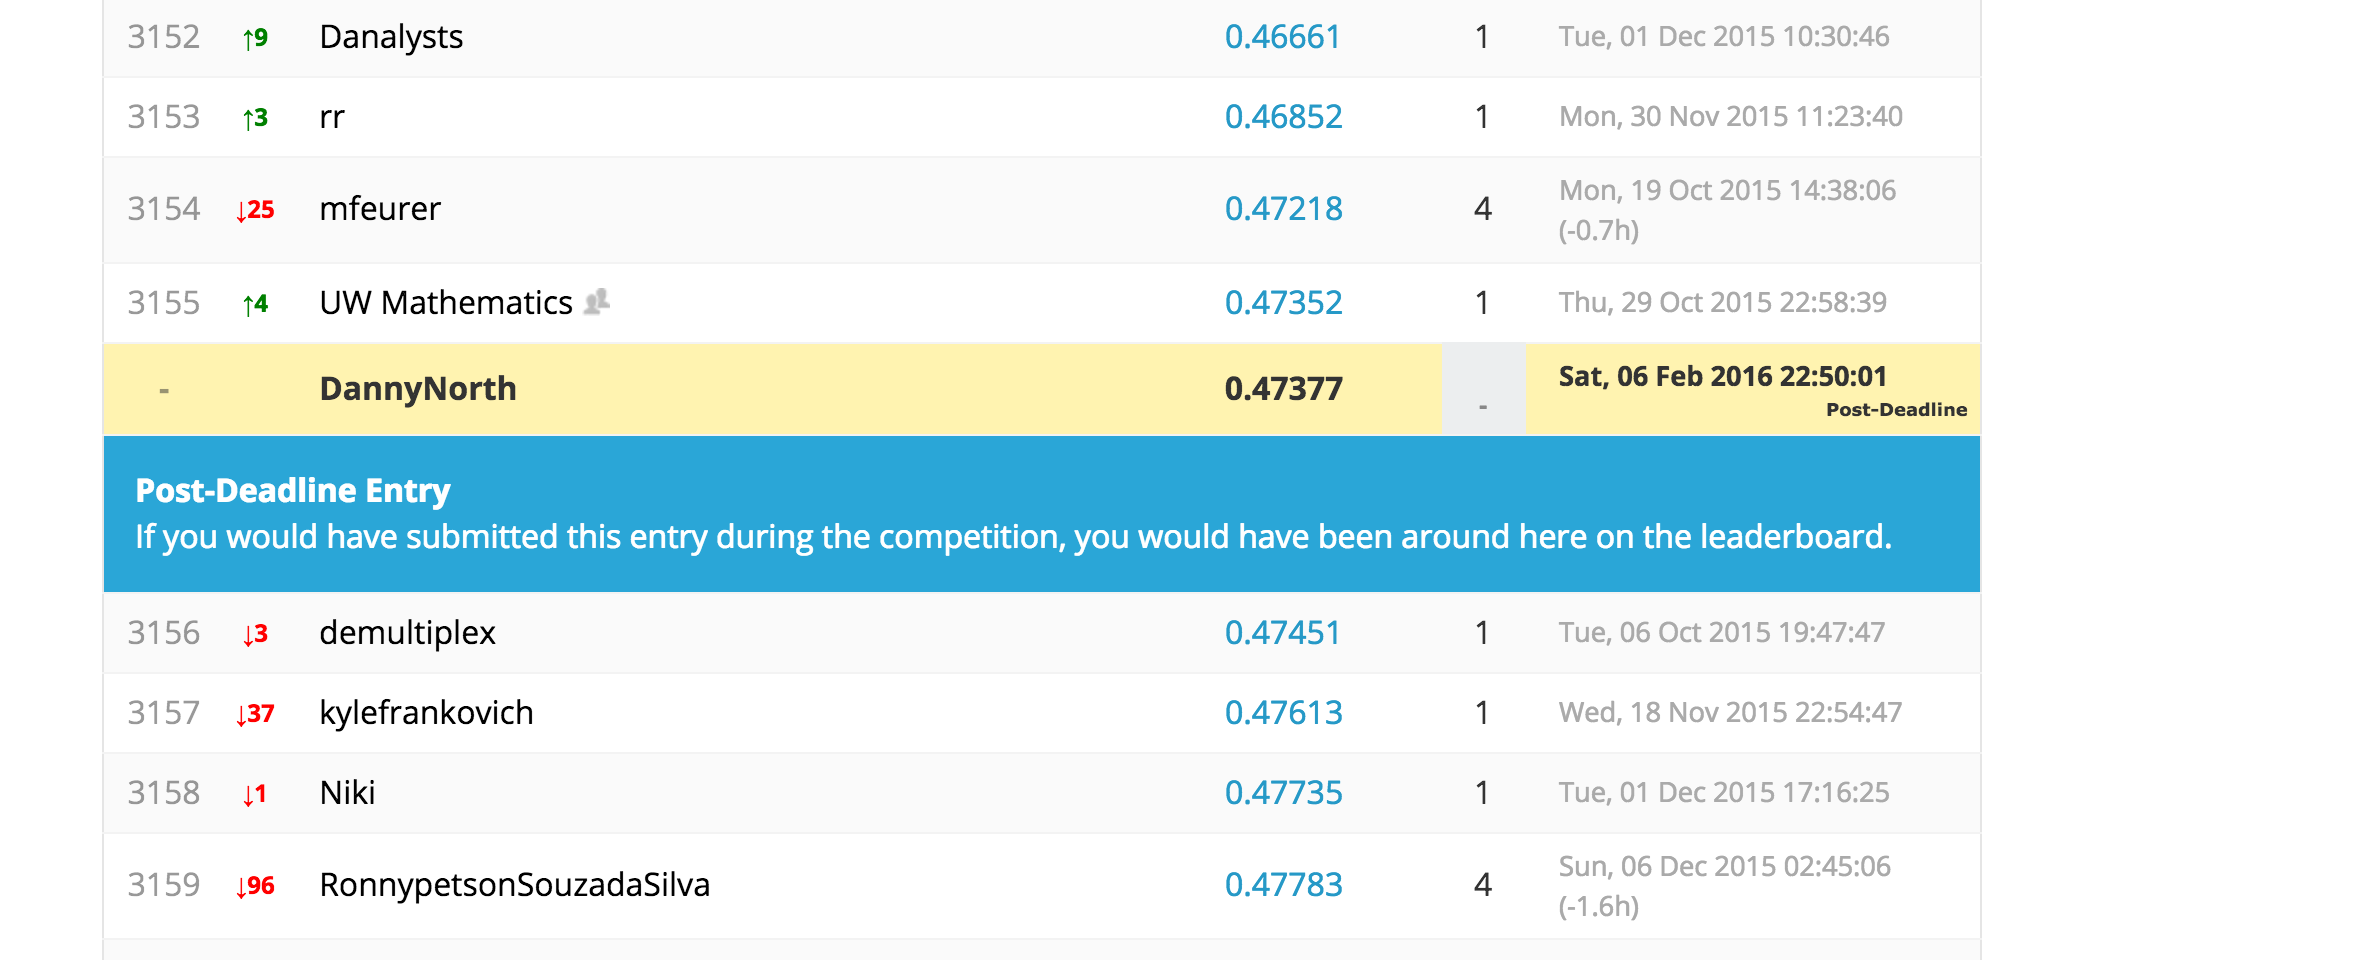 3152 ↑9 Danalysts 0.46661 1 Tue, 01 Dec 2015 10:30:46
3153 ↑3 rr 0.46852 1 Mon, 30 Nov 2015 11:23:40
3154 ↓25 mfeurer 0.47218 4 Mon, 19 Oct 2015 14:38:06
(-0.7h)
3155 ↑4 UW Mathematics 0.47352 1 Thu, 29 Oct 2015 22:58:39
- DannyNorth 0.47377 - Sat, 06 Feb 2016 22:50:01
Post-Deadline
Post-Deadline Entry
If you would have submitted this entry during the competition, you would have been around here on the leaderboard.
3156 ↓3 demultiplex 0.47451 1 Tue, 06 Oct 2015 19:47:47
3157 ↓37 kylefrankovich 0.47613 1 Wed, 18 Nov 2015 22:54:47
3158 ↓1 Niki 0.47735 1 Tue, 01 Dec 2015 17:16:25
3159 ↓96 RonnypetsonSouzadaSilva 0.47783 4 Sun, 06 Dec 2015 02:45:06
(-1.6h)